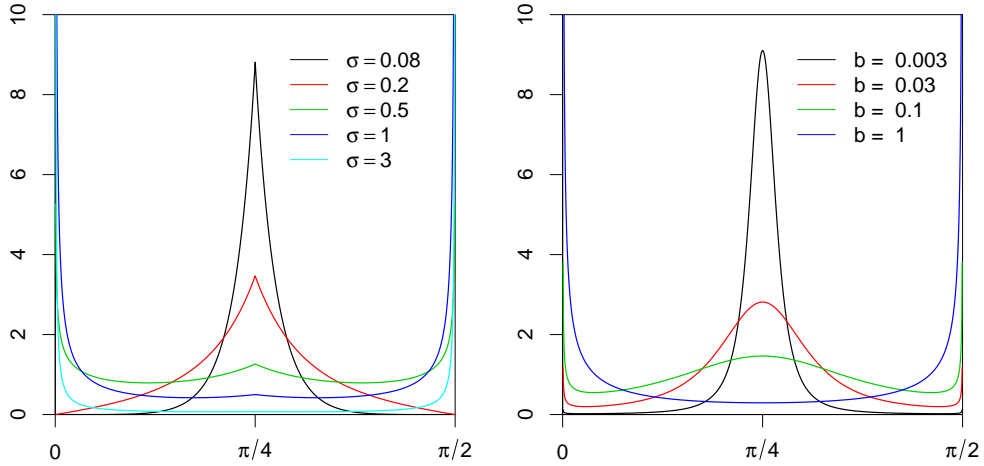 10
8
6
4
2
0
0
π/4
π/2
σ = 0.08
σ = 0.2
σ = 0.5
σ = 1
σ = 3
10
8
6
4
2
0
0
π/4
π/2
b = 0.003
b = 0.03
b = 0.1
b = 1